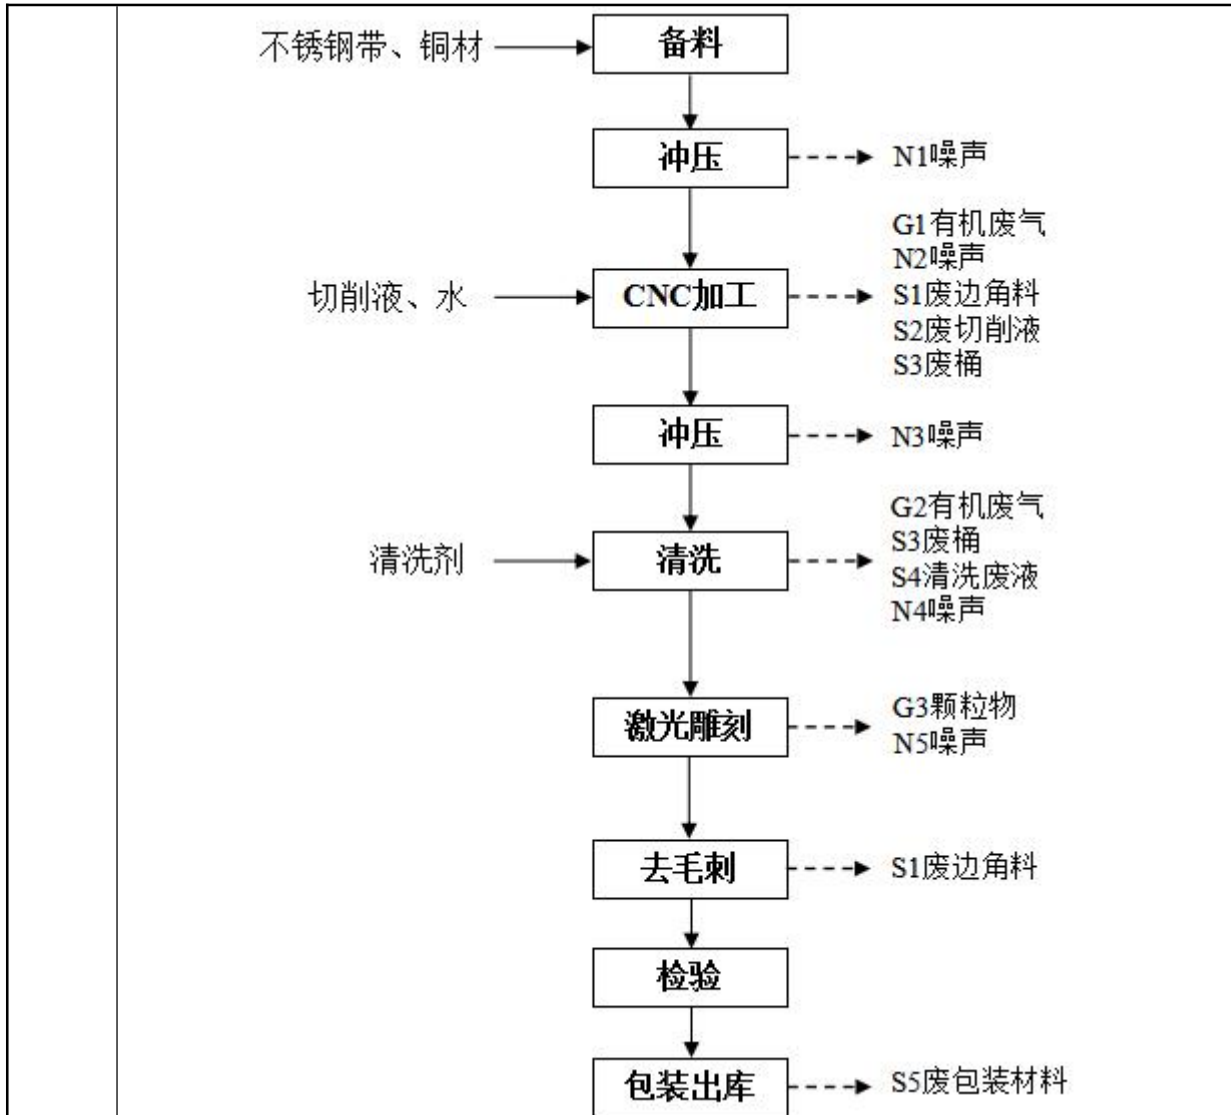 不锈钢带、铜材
备料
冲压
N1噪声
G1有机废气
N2噪声
切削液、水
CNC加工
S1废边角料
S2废切削液
S3废桶
冲压
N3噪声
G2有机废气
S3废桶
清洗剂
清洗
S4清洗废液
N4噪声
激光雕刻
G3颗粒物
N5噪声
去毛刺
S1废边角料
检验
包装出库
S5废包装材料